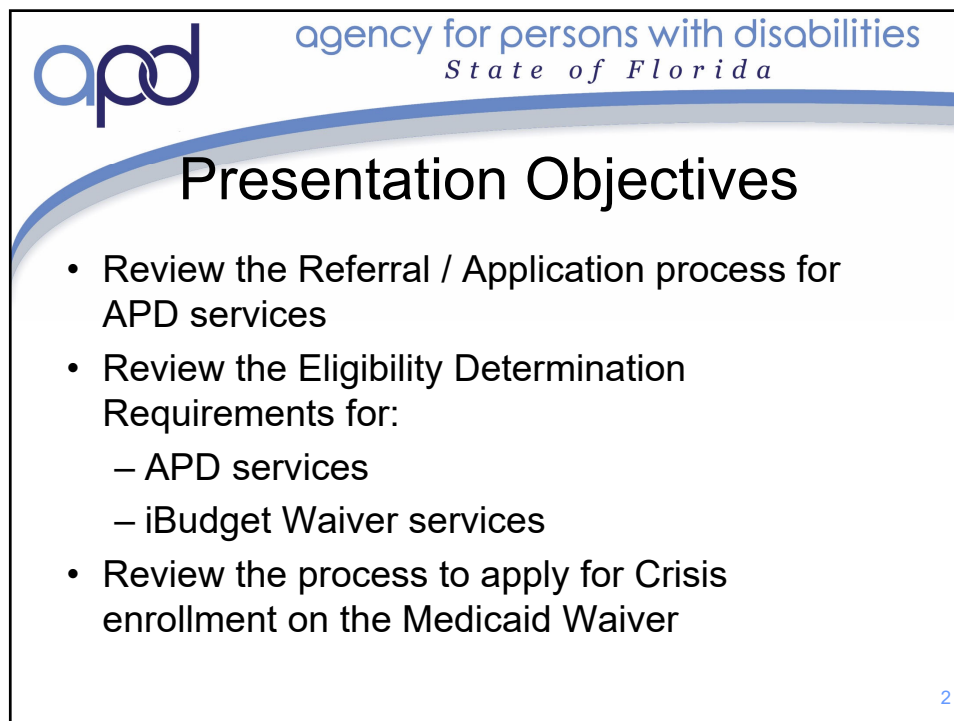 apd
agency for persons with disabilities
State of Florida
Presentation Objectives
• Review the Referral / Application process for
APD services
• Review the Eligibility Determination
Requirements for:
– APD services
– iBudget Waiver services
• Review the process to apply for Crisis
enrollment on the Medicaid Waiver
2